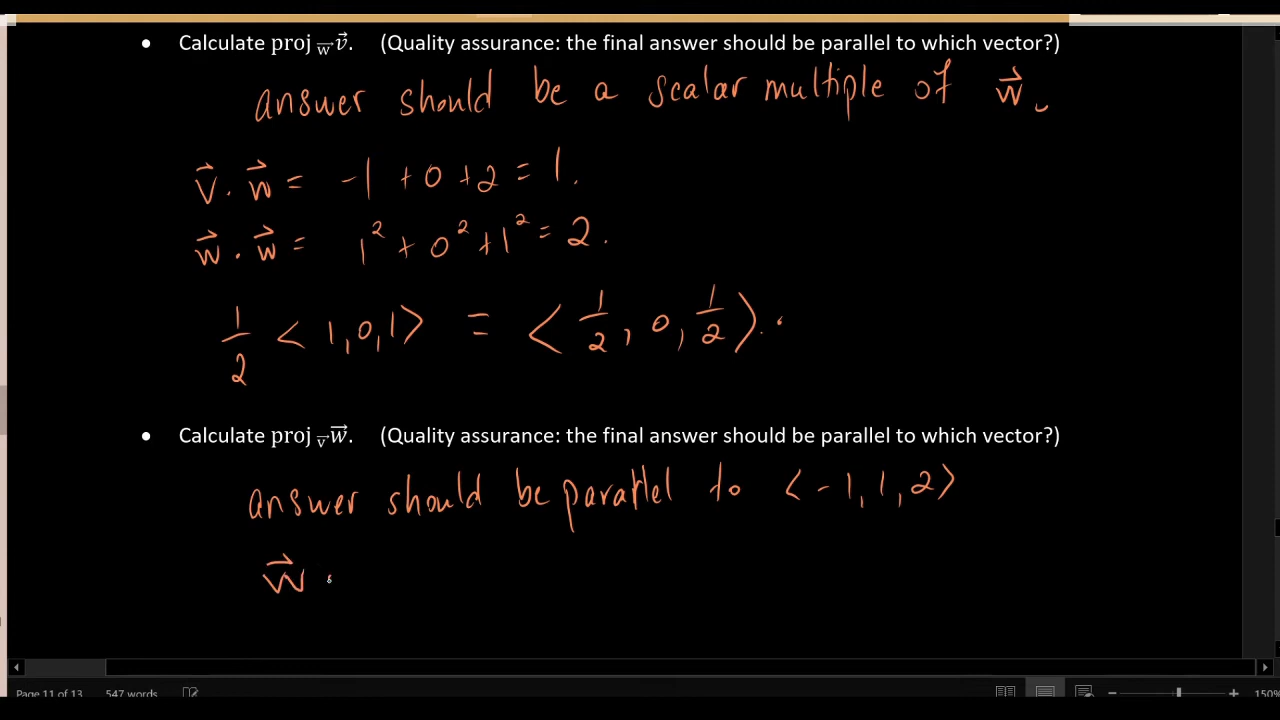 • Calculate proj_w⃗ v⃗. (Quality assurance: the final answer should be parallel to which vector?)
answer should be a scalar multiple of w⃗.
v⃗ . w⃗ = -1 + 0 + 2 = 1.
w⃗ . w⃗ = 1² + 0² + 1² = 2.
1/2 < 1, 0, 1 > = < 1/2, 0, 1/2 >.
• Calculate proj_v⃗ w⃗. (Quality assurance: the final answer should be parallel to which vector?)
answer should be parallel to < -1, 1, 2 >
w⃗ .
Page 11 of 13 547 words 150%